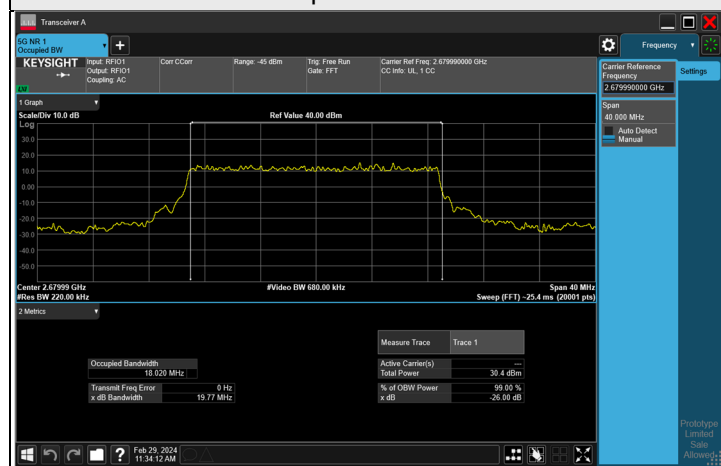 Transceiver A
5G NR 1
Occupied BW
Frequency
KEYSIGHT
LXI
Input: RFIO1
Output: RFIO1
Coupling: AC
Corr CCorr
Range: -45 dBm
Trig: Free Run
Gate: FFT
Carrier Ref Freq: 2.679990000 GHz
CC Info: UL, 1 CC
Carrier Reference
Frequency
2.679990000 GHz
Settings
Span
40.000 MHz
Auto Detect
Manual
1 Graph
Scale/Div 10.0 dB
Ref Value 40.00 dBm
Log
30.0
20.0
10.0
0.00
-10.0
-20.0
-30.0
-40.0
-50.0
Center 2.67999 GHz
#Video BW 680.00 kHz
Span 40 MHz
#Res BW 220.00 kHz
Sweep (FFT) ~25.4 ms (20001 pts)
2 Metrics
Measure Trace
Trace 1
Occupied Bandwidth
18.020 MHz
Active Carrier(s)
---
Total Power
30.4 dBm
Transmit Freq Error
0 Hz
x dB Bandwidth
19.77 MHz
% of OBW Power
99.00 %
x dB
-26.00 dB
Prototype
Limited
Sale
Allowed
Feb 29, 2024
11:34:12 AM